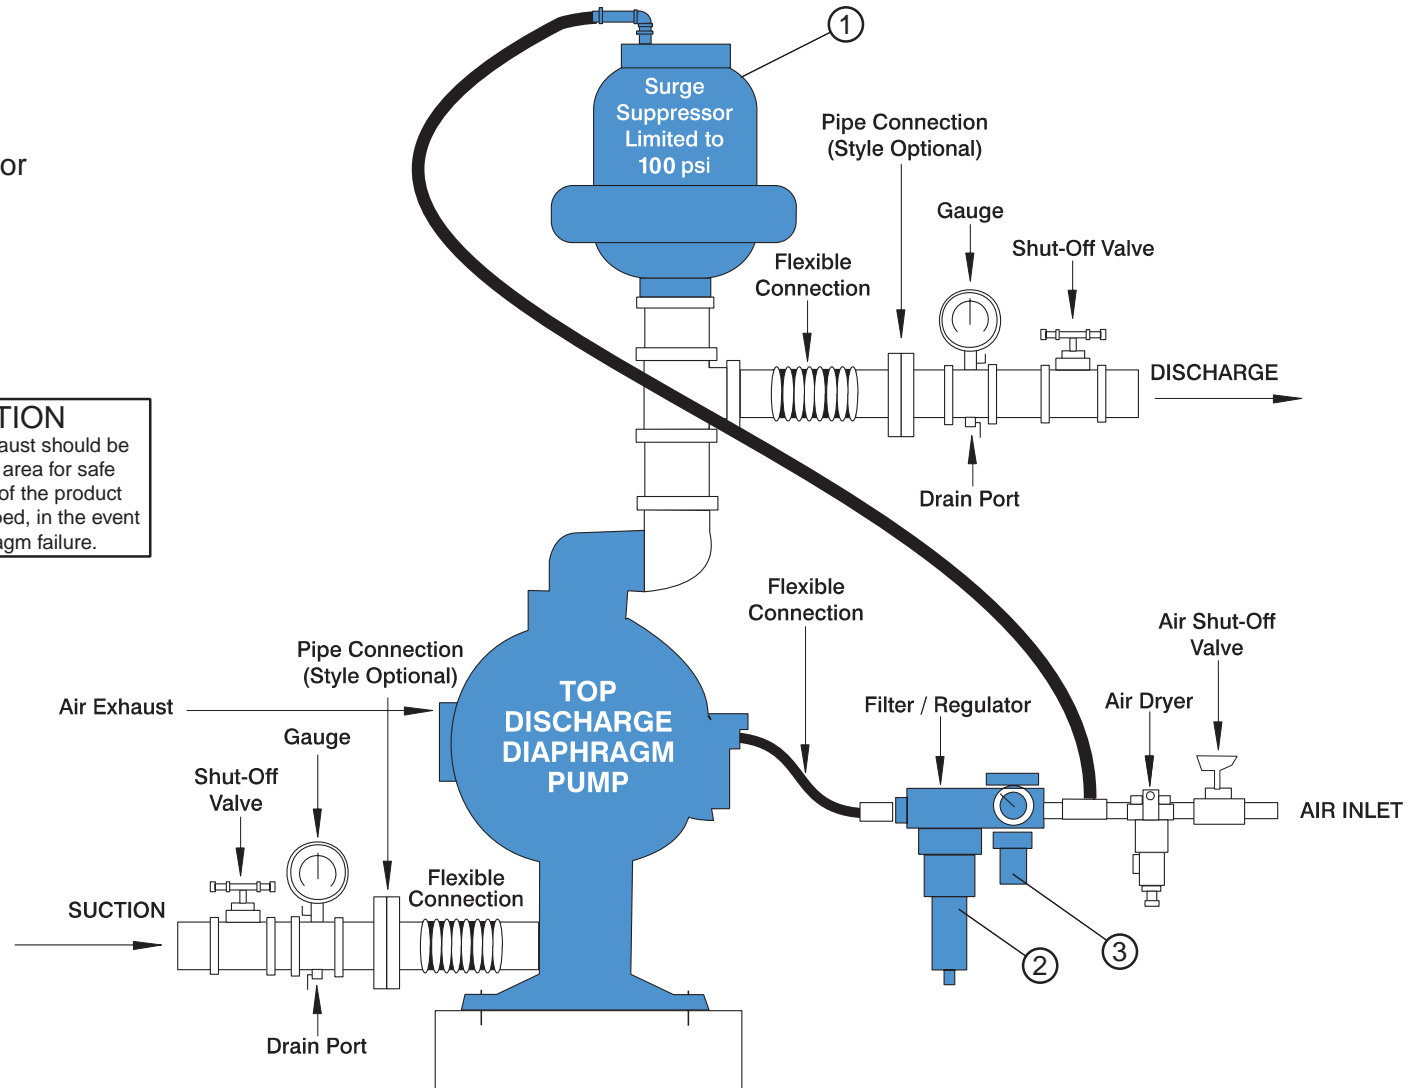 1
Surge
Suppressor
Limited to
100 psi
Pipe Connection
(Style Optional)
or
Gauge
Shut-Off Valve
Flexible
Connection
DISCHARGE
TION
aust should be
area for safe
of the product
ped, in the event
agm failure.
Drain Port
Flexible
Connection
Air Shut-Off
Valve
Pipe Connection
(Style Optional)
TOP
DISCHARGE
DIAPHRAGM
PUMP
Air Exhaust
Filter / Regulator
Air Dryer
Gauge
Shut-Off
Valve
AIR INLET
Flexible
Connection
SUCTION
2
3
Drain Port